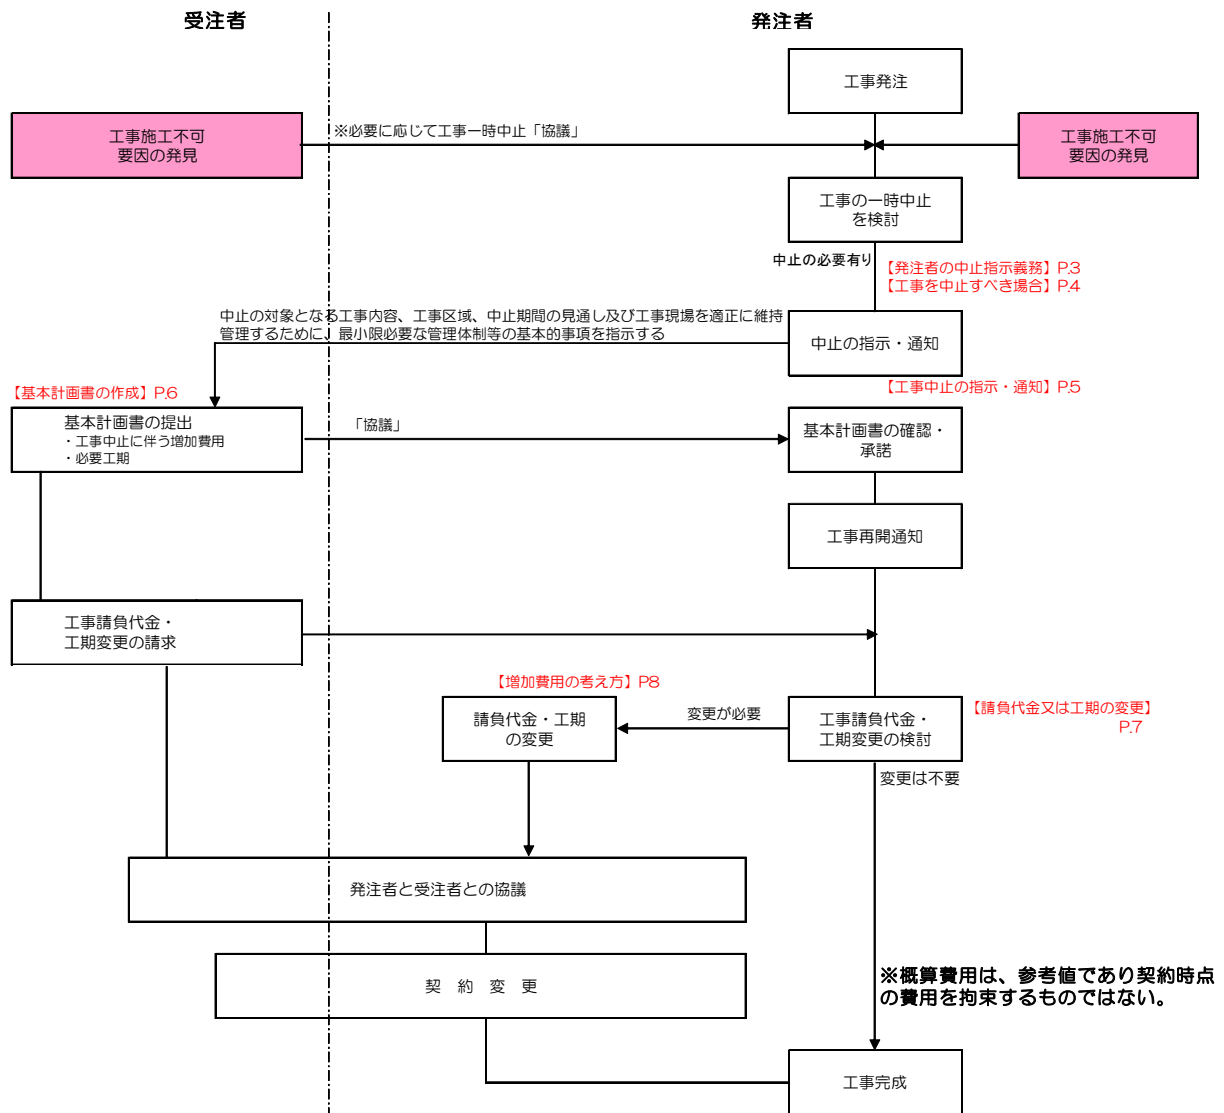 受注者
発注者
工事発注
工事施工不可
要因の発見
※必要に応じて工事一時中止「協議」
工事施工不可
要因の発見
工事の一時中止
を検討
中止の必要有り
【発注者の中止指示義務】P.3
【工事を中止すべき場合】P.4
中止の対象となる工事内容、工事区域、中止期間の見通し及び工事現場を適正に維持
管理するために、最小限必要な管理体制等の基本的事項を指示する
中止の指示・通知
【基本計画書の作成】P.6
【工事中止の指示・通知】P.5
基本計画書の提出
・工事中止に伴う増加費用
・必要工期
「協議」
基本計画書の確認・
承諾
工事再開通知
工事請負代金・
工期変更の請求
【増加費用の考え方】P8
請負代金・工期
の変更
変更が必要
工事請負代金・
工期変更の検討
【請負代金又は工期の変更】
P.7
変更は不要
発注者と受注者との協議
契　約　変　更
※概算費用は、参考値であり契約時点
の費用を拘束するものではない。
工事完成